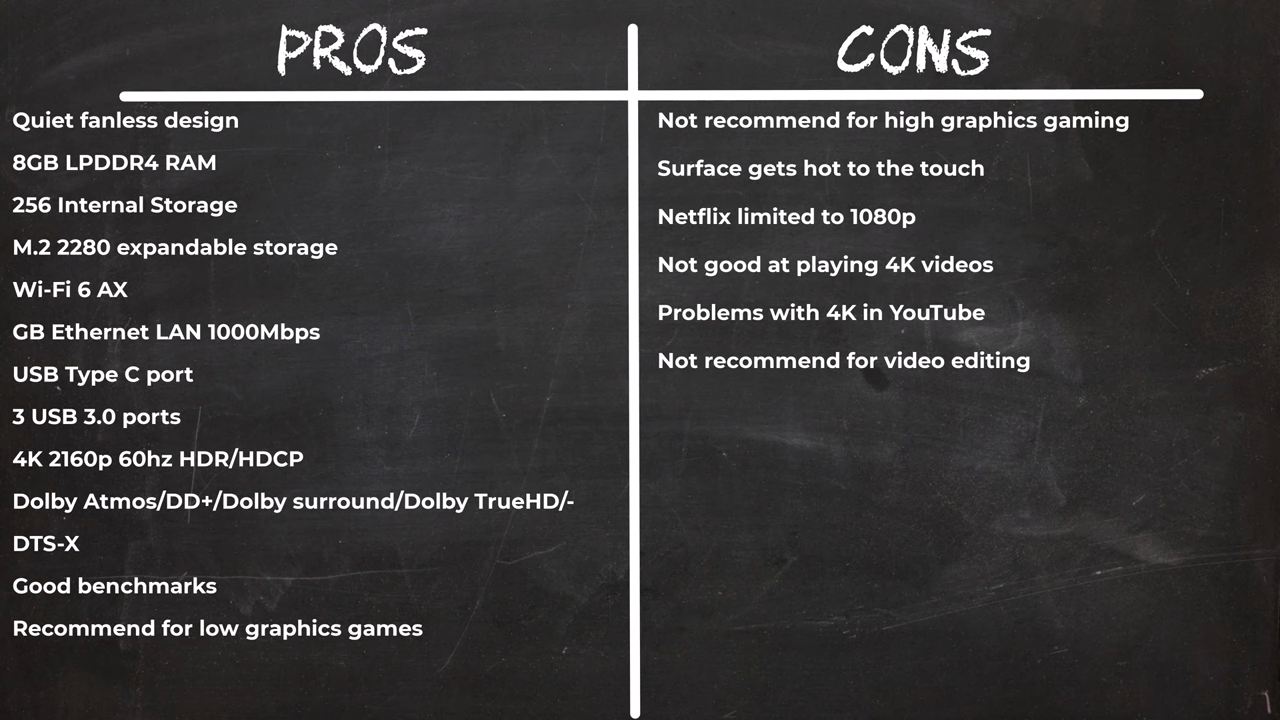 PROS
Quiet fanless design
8GB LPDDR4 RAM
256 Internal Storage
M.2 2280 expandable storage
Wi-Fi 6 AX
GB Ethernet LAN 1000Mbps
USB Type C port
3 USB 3.0 ports
4K 2160p 60hz HDR/HDCP
Dolby Atmos/DD+/Dolby surround/Dolby TrueHD/-
DTS-X
Good benchmarks
Recommend for low graphics games
CONS
Not recommend for high graphics gaming
Surface gets hot to the touch
Netflix limited to 1080p
Not good at playing 4K videos
Problems with 4K in YouTube
Not recommend for video editing